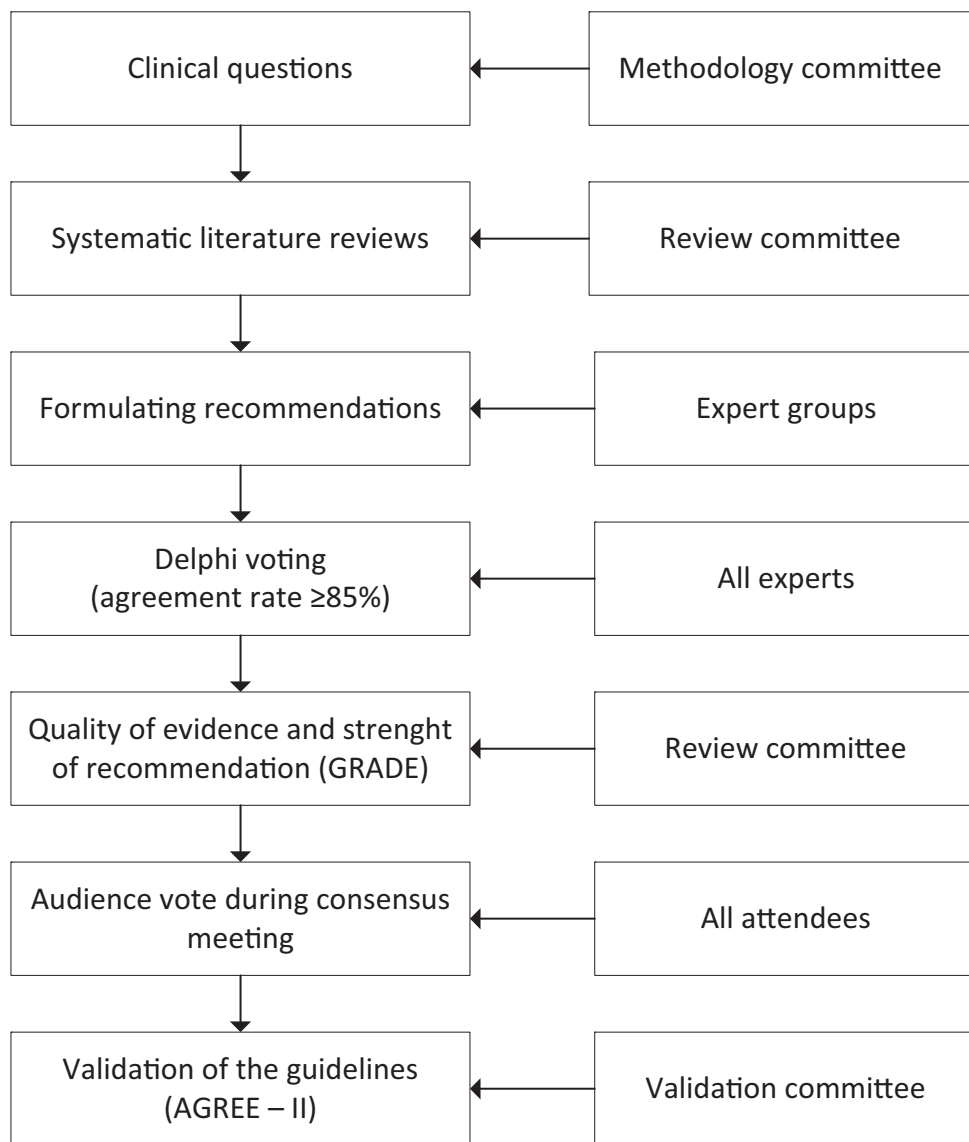 Clinical questions
Methodology committee
Systematic literature reviews
Review committee
Formulating recommendations
Expert groups
Delphi voting
(agreement rate ≥85%)
All experts
Quality of evidence and strenght
of recommendation (GRADE)
Review committee
Audience vote during consensus
meeting
All attendees
Validation of the guidelines
(AGREE – II)
Validation committee